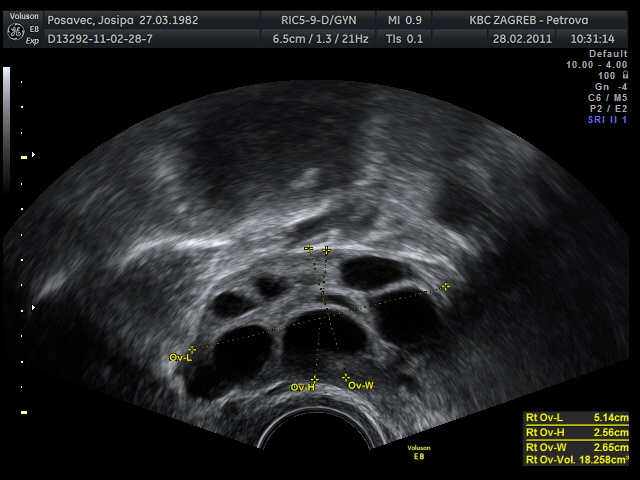 Voluson
E8
Exp
Posavec, Josipa 27.03.1982
RIC5-9-D/GYN
MI 0.9
KBC ZAGREB - Petrova
D13292-11-02-28-7
6.5cm / 1.3 / 21Hz
TIs 0.1
28.02.2011
10:31:14
Default
10.00 - 4.00
100
Gn -4
C6 / M5
P2 / E2
SRI II 1
Ov-L
Ov-H
Ov-W
Voluson
E8
Rt Ov-L 5.14cm
Rt Ov-H 2.56cm
Rt Ov-W 2.65cm
Rt Ov-Vol. 18.258cm³